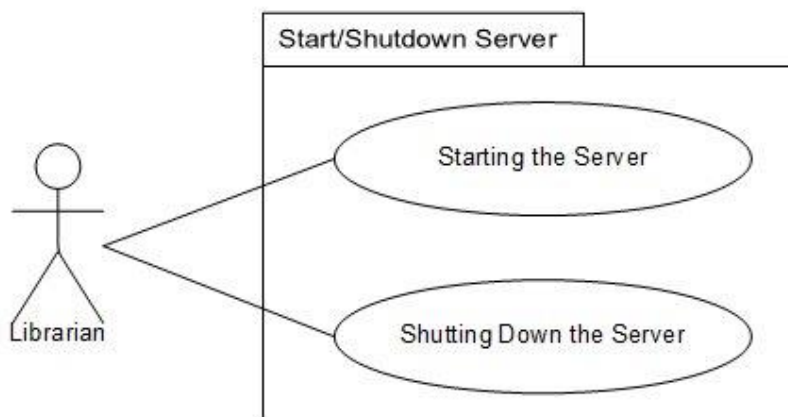 Start/Shutdown Server
Starting the Server
Shutting Down the Server
Librarian